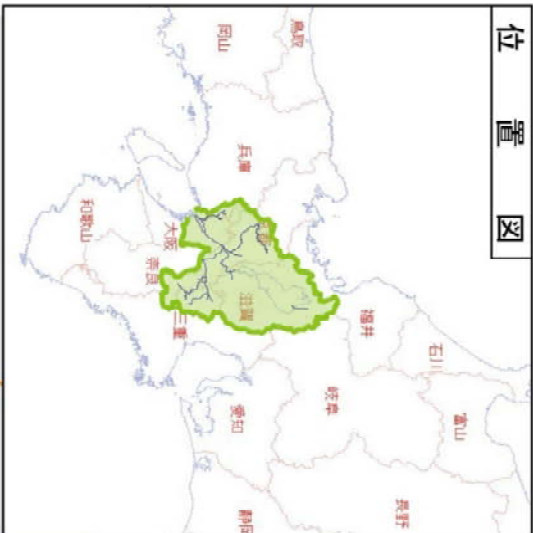 位置図
鳥取
岡山
兵庫
和歌山
大阪
奈良
滋賀
三重
福井
石川
岐阜
富山
愛知
長野
静岡